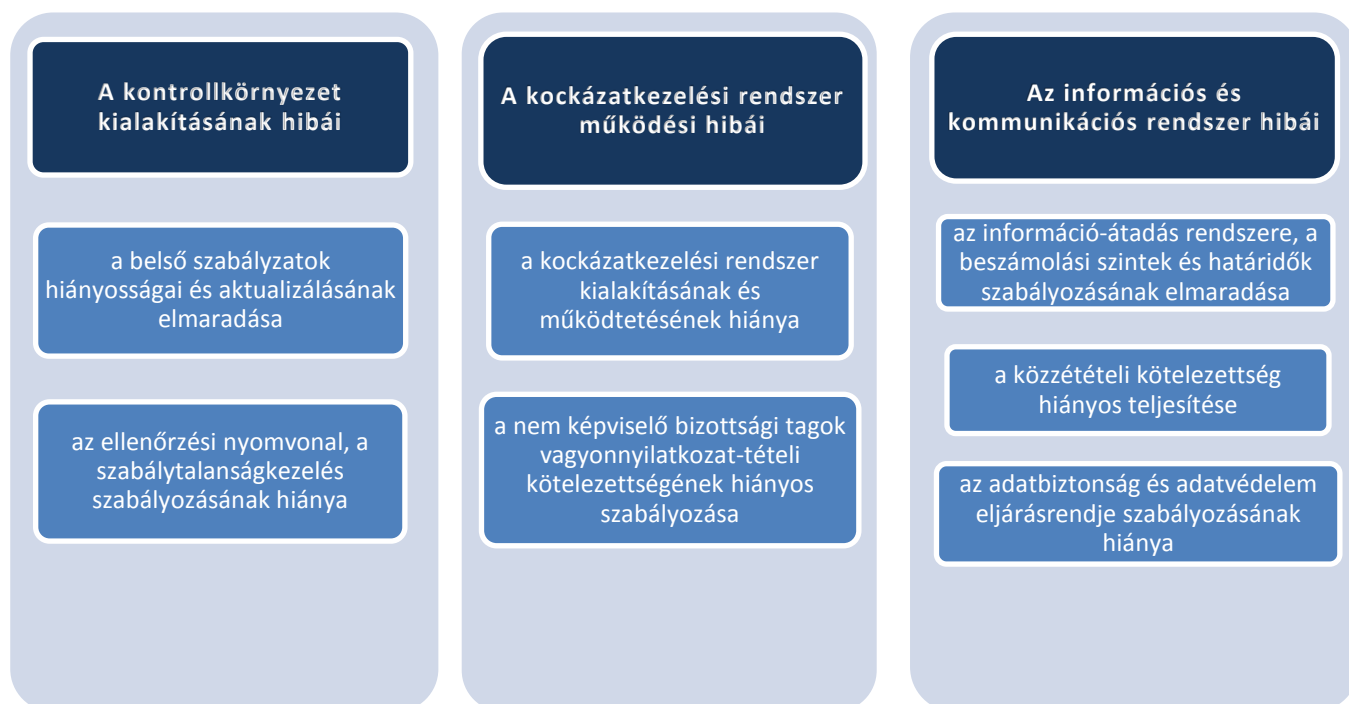 A kontrollkörnyezet
kialakításának hibái
a belső szabályzatok
hiányosságai és aktualizálásának
elmaradása
az ellenőrzési nyomvonal, a
szabálytalanságkezelés
szabályozásának hiánya
A kockázatkezelési rendszer
működési hibái
a kockázatkezelési rendszer
kialakításának és
működtetésének hiánya
a nem képviselő bizottsági tagok
vagyonnyilatkozat-tételi
kötelezettségének hiányos
szabályozása
Az információs és
kommunikációs rendszer hibái
az információ-átadás rendszere, a
beszámolási szintek és határidők
szabályozásának elmaradása
a közzétételi kötelezettség
hiányos teljesítése
az adatbiztonság és adatvédelem
eljárásrendje szabályozásának
hiánya